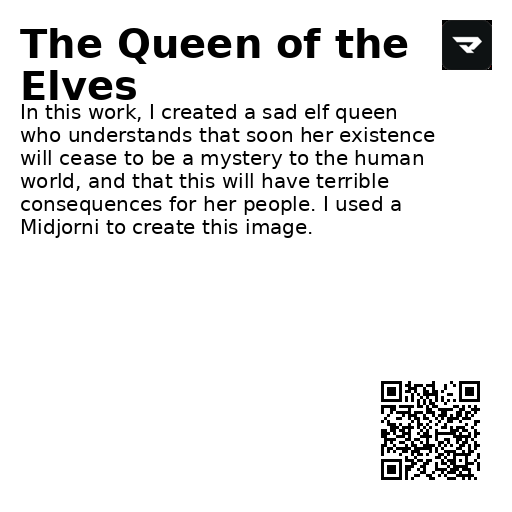 The Queen of the
Elves
In this work, I created a sad elf queen
who understands that soon her existence
will cease to be a mystery to the human
world, and that this will have terrible
consequences for her people. I used a
Midjorni to create this image.